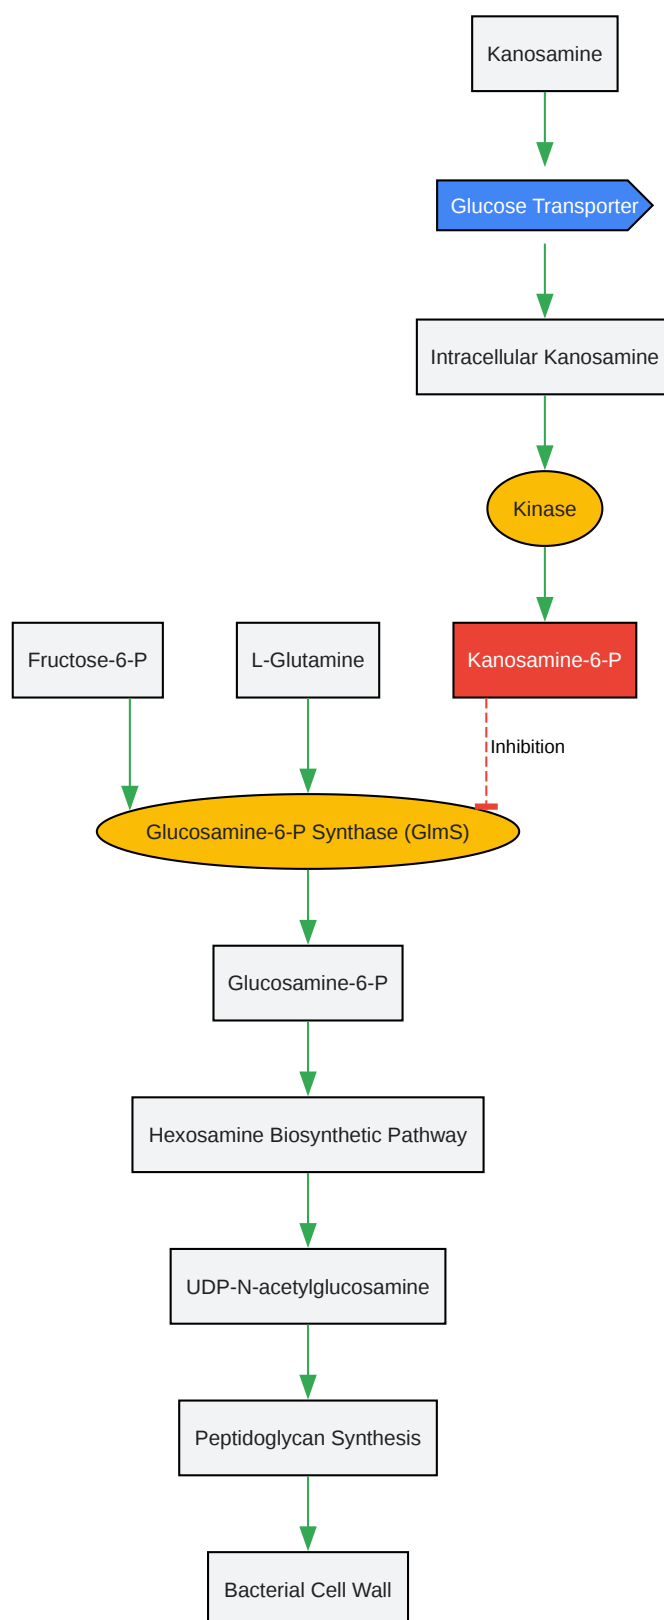 Kanosamine
Glucose Transporter
Intracellular Kanosamine
Kinase
Fructose-6-P
L-Glutamine
Kanosamine-6-P
Inhibition
Glucosamine-6-P Synthase (GlmS)
Glucosamine-6-P
Hexosamine Biosynthetic Pathway
UDP-N-acetylglucosamine
Peptidoglycan Synthesis
Bacterial Cell Wall